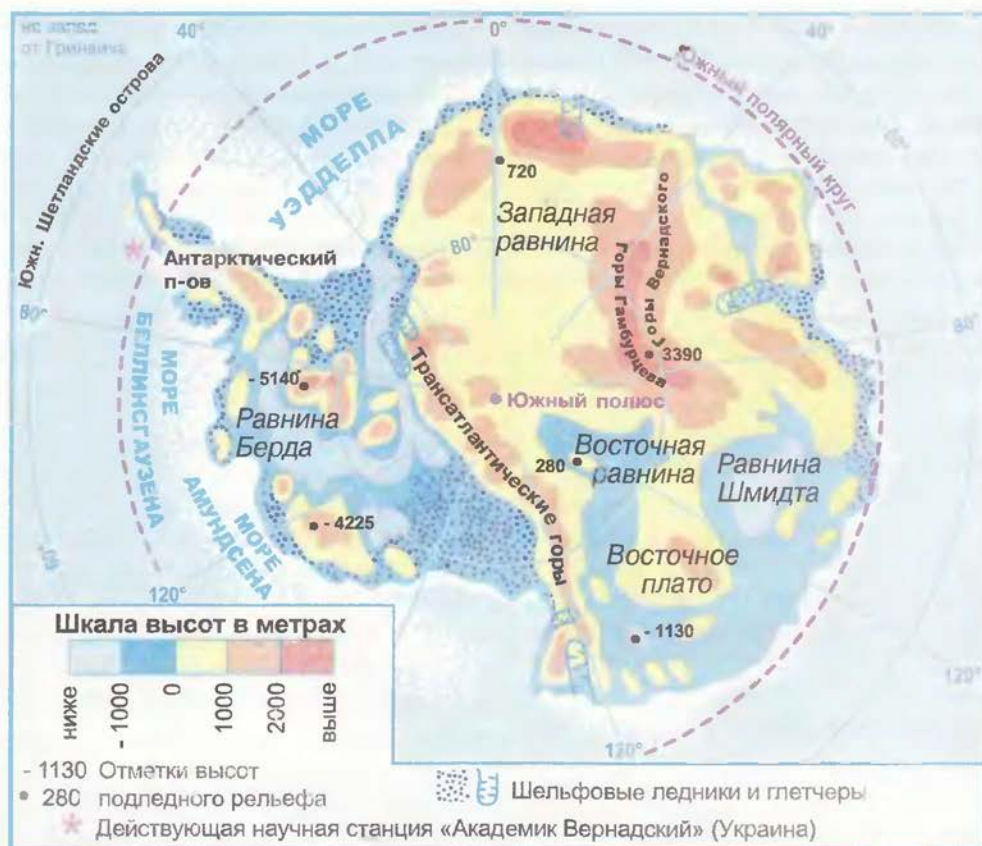 на запад
от Гринвича
40°
0°
40°
Южн. Шетландские острова
МОРЕ
УЭДДЕЛЛА
Южный полярный круг
720
Западная
равнина
80°
Горы Вернадского
Горы Гамбурцева
3390
Антарктический
п-ов
80°
80°
МОРЕ
БЕЛЛИНСГАУЗЕНА
- 5140
Равнина
Берда
Трансатлантические горы
Южный полюс
Восточная
равнина
280
Равнина
Шмидта
МОРЕ
АМУНДСЕНА
- 4225
Восточное
плато
- 1130
120°
120°
120°
Шкала высот в метрах
ниже
- 1000
0
1000
2000
выше
- 1130 Отметки высот
280 подледного рельефа
Шельфовые ледники и глетчеры
Действующая научная станция «Академик Вернадский» (Украина)